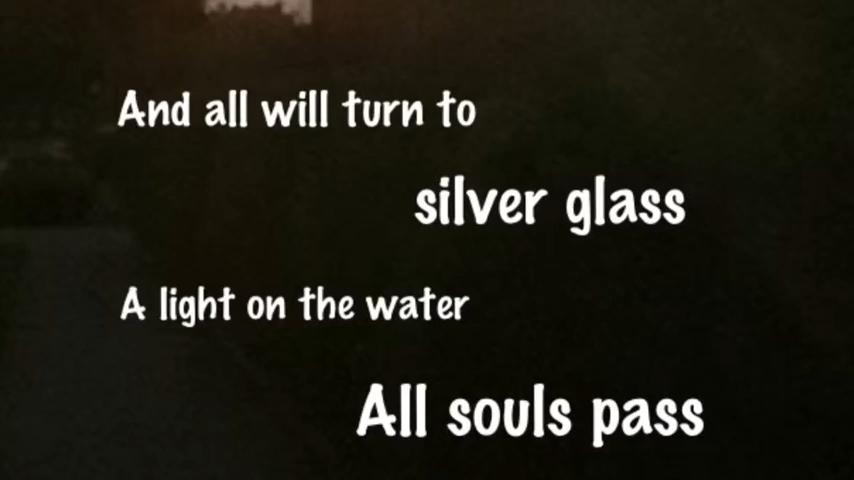 And all will turn to
silver glass
A light on the water
All souls pass